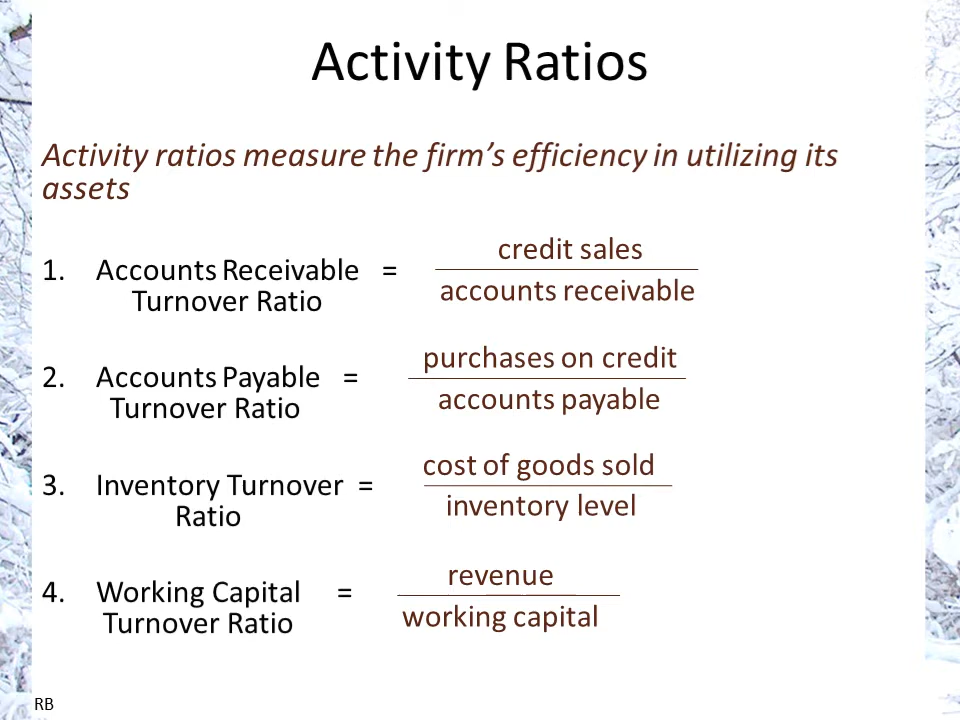 Activity Ratios
Activity ratios measure the firm’s efficiency in utilizing its
assets
1. Accounts Receivable = credit sales
Turnover Ratio accounts receivable
2. Accounts Payable = purchases on credit
Turnover Ratio accounts payable
3. Inventory Turnover = cost of goods sold
Ratio inventory level
4. Working Capital = revenue
Turnover Ratio working capital
RB